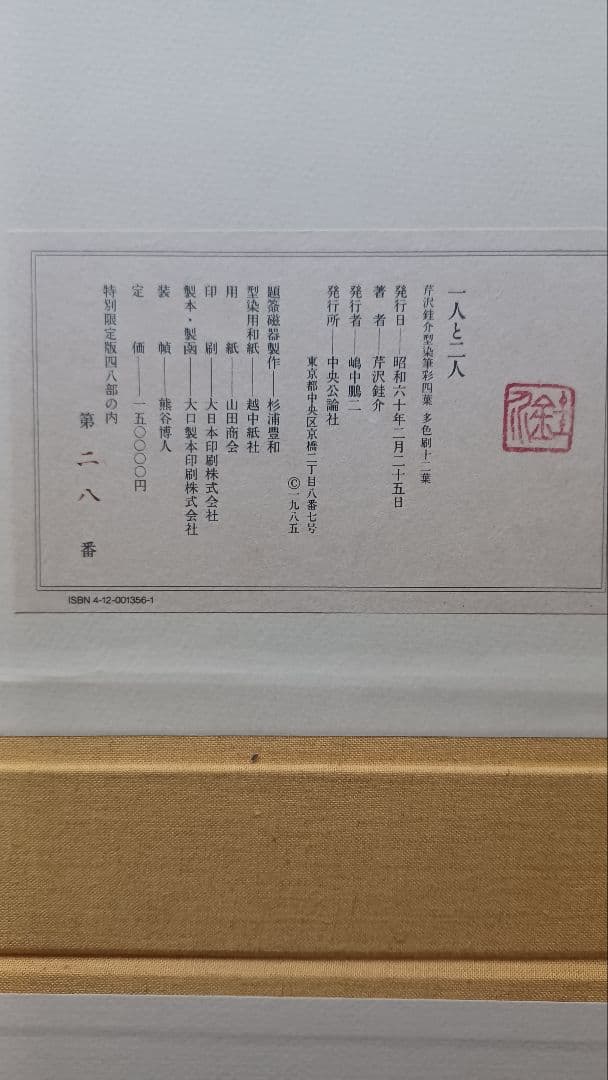 一人と二人
芹沢銈介型染筆彩四葉 多色刷十二葉
発行日――昭和六十年二月二十五日
著 者――芹沢銈介
発行者――嶋中鵬二
発行所――中央公論社
東京都中央区京橋二丁目八番七号
©一九八五
題簽磁器製作――杉浦豊和
型染用和紙――越中紙社
用 紙――山田商会
印 刷――大日本印刷株式会社
製本・製函――大口製本印刷株式会社
装 幀 熊谷博人
定 価――一五〇〇〇〇円
特別限定版四八部の内
第 二八 番
ISBN 4-12-001356-1